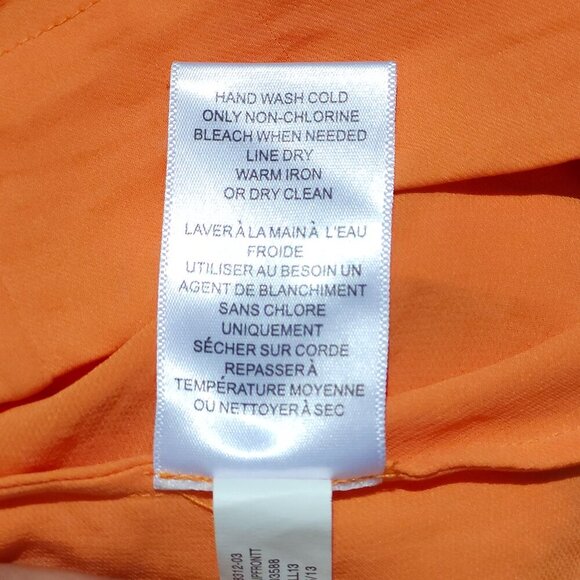 HAND WASH COLD
ONLY NON-CHLORINE
BLEACH WHEN NEEDED
LINE DRY
WARM IRON
OR DRY CLEAN
LAVER À LA MAIN À L'EAU
FROIDE
UTILISER AU BESOIN UN
AGENT DE BLANCHIMENT
SANS CHLORE
UNIQUEMENT
SÉCHER SUR CORDE
REPASSER À
TEMPÉRATURE MOYENNE
OU NETTOYER À SEC